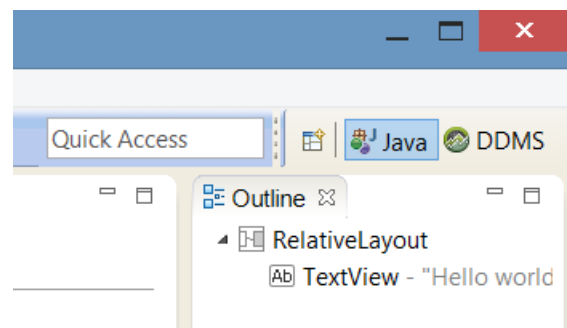 Quick Access
Java DDMS
Outline
RelativeLayout
Ab TextView - "Hello world